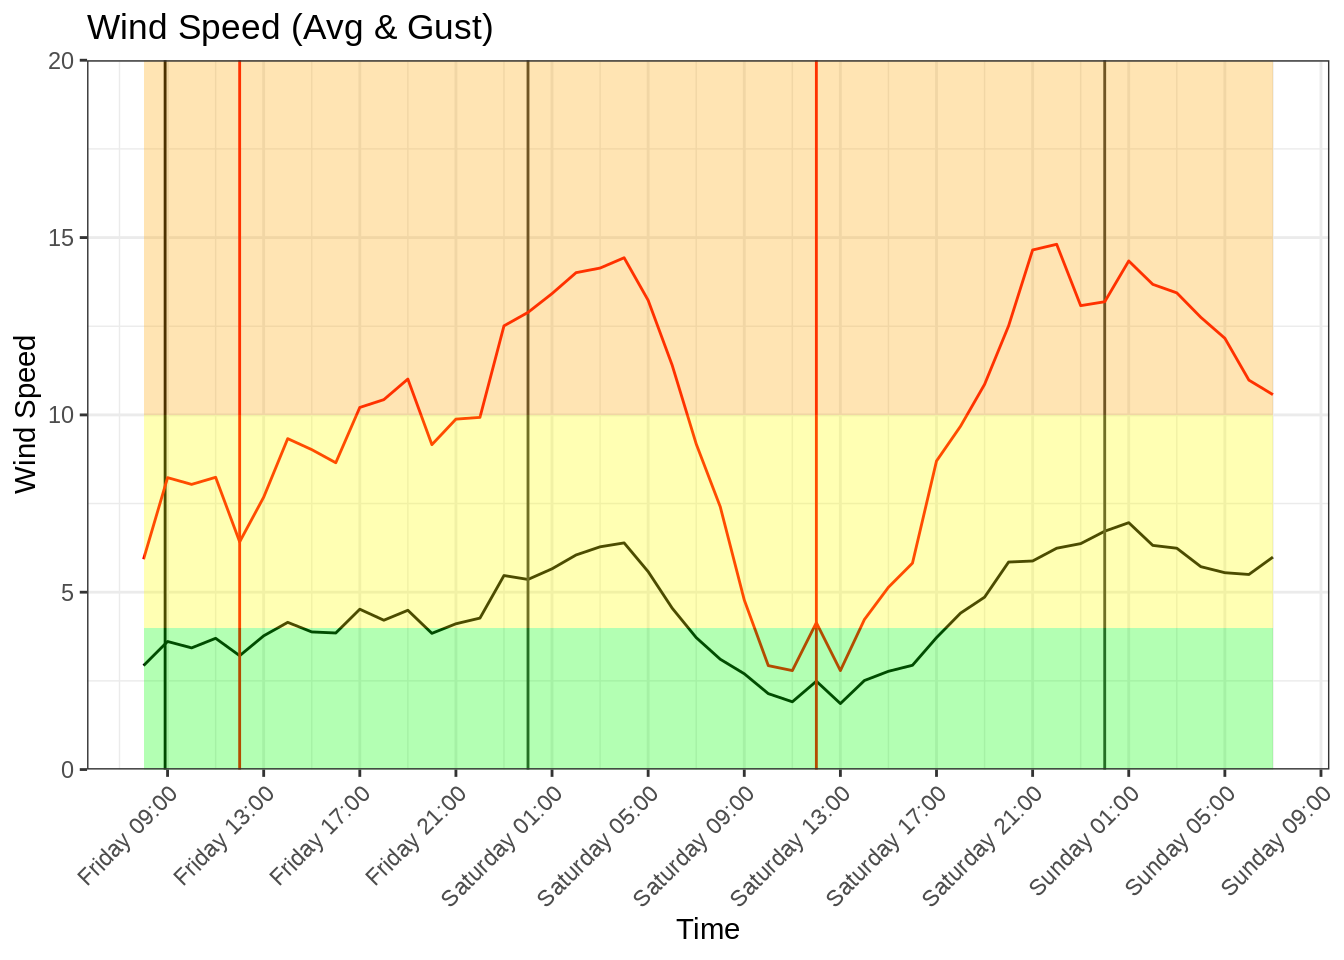 Wind Speed (Avg & Gust)
20
15
10
5
0
Wind Speed
Friday 09:00
Friday 13:00
Friday 17:00
Friday 21:00
Saturday 01:00
Saturday 05:00
Saturday 09:00
Saturday 13:00
Saturday 17:00
Saturday 21:00
Sunday 01:00
Sunday 05:00
Sunday 09:00
Time